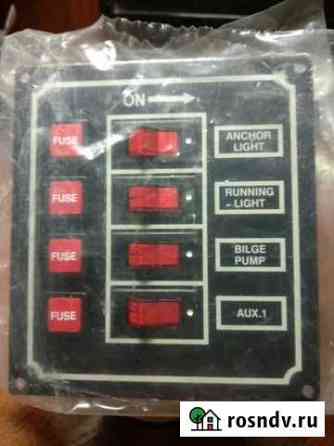 ON
FUSE
ANCHOR
LIGHT
FUSE
RUNNING
LIGHT
FUSE
BILGE
PUMP
FUSE
AUX.1
rosndv.ru